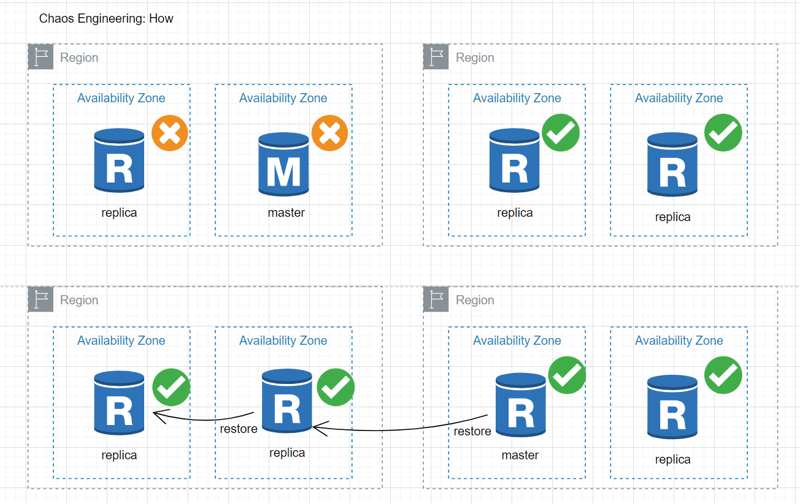 Chaos Engineering: How
Region
Region
Availability Zone
Availability Zone
Availability Zone
Availability Zone
R
M
R
R
replica
master
replica
replica
Region
Region
Availability Zone
Availability Zone
Availability Zone
Availability Zone
R
R
R
R
restore
restore
replica
replica
master
replica